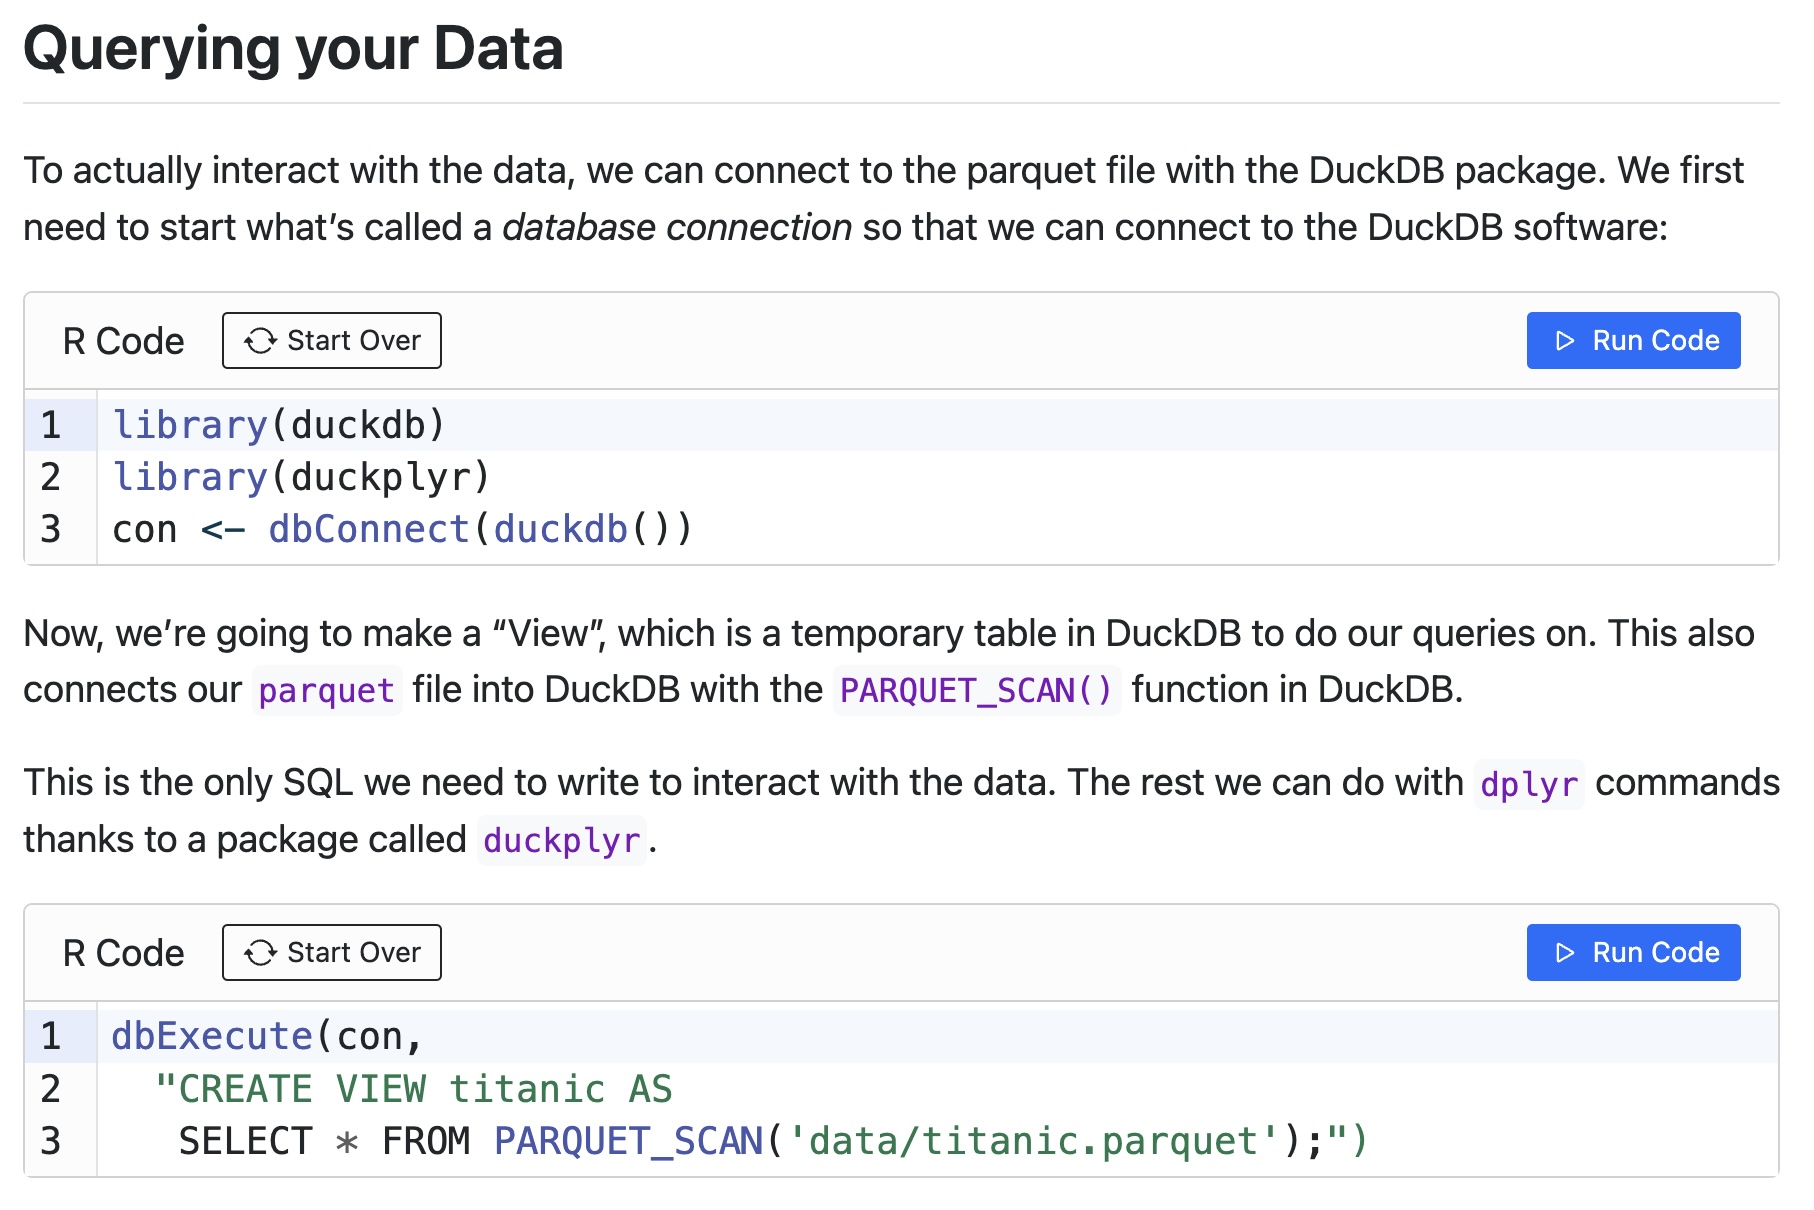 Querying your Data
To actually interact with the data, we can connect to the parquet file with the DuckDB package. We first
need to start what’s called a database connection so that we can connect to the DuckDB software:
R Code Start Over Run Code
1 library(duckdb)
2 library(duckplyr)
3 con <- dbConnect(duckdb())
Now, we’re going to make a “View”, which is a temporary table in DuckDB to do our queries on. This also
connects our parquet file into DuckDB with the PARQUET_SCAN() function in DuckDB.
This is the only SQL we need to write to interact with the data. The rest we can do with dplyr commands
thanks to a package called duckplyr.
R Code Start Over Run Code
1 dbExecute(con,
2   "CREATE VIEW titanic AS
3    SELECT * FROM PARQUET_SCAN('data/titanic.parquet');")